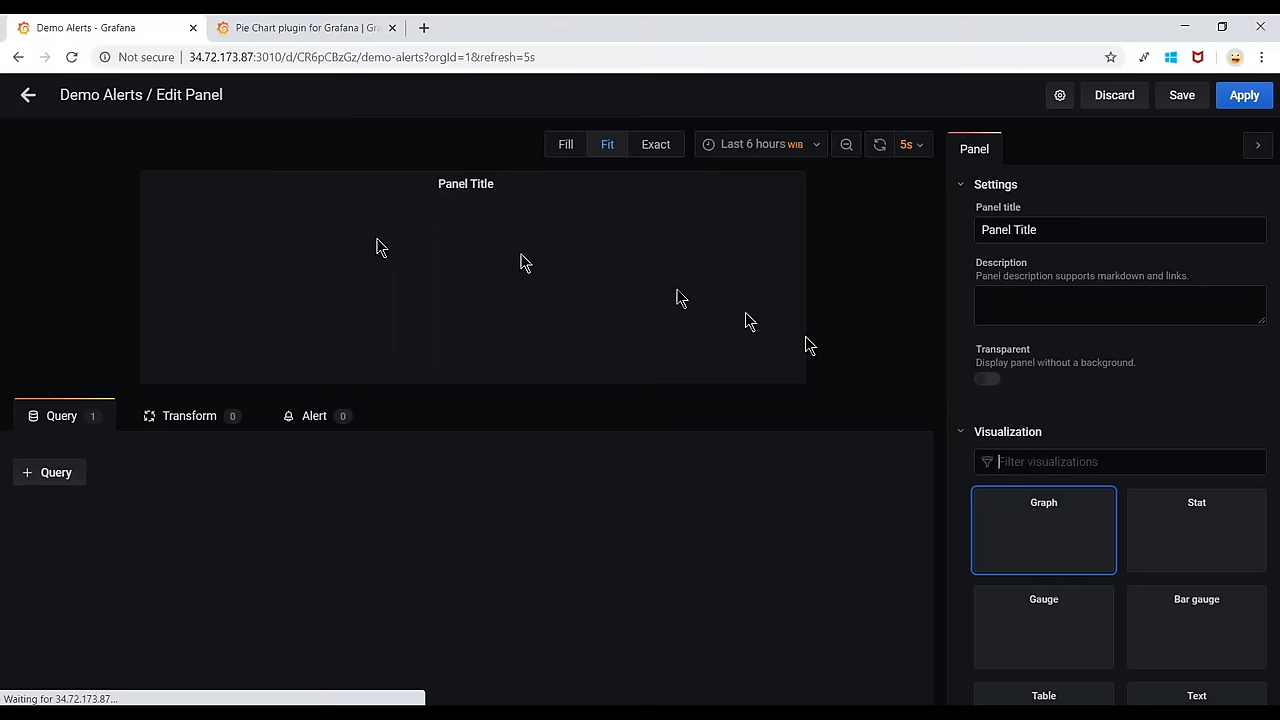 Demo Alerts - Grafana
Pie Chart plugin for Grafana | Gr
Not secure
34.72.173.87:3010/d/CR6pCBzGz/demo-alerts?orgId=1&refresh=5s
Demo Alerts / Edit Panel
Discard
Save
Apply
Fill
Fit
Exact
Last 6 hours WIB
5s
Panel
Panel Title
Settings
Panel title
Panel Title
Description
Panel description supports markdown and links.
Transparent
Display panel without a background.
Query 1
Transform 0
Alert 0
Visualization
+ Query
Filter visualizations
Graph
Stat
Gauge
Bar gauge
Table
Text
Waiting for 34.72.173.87...